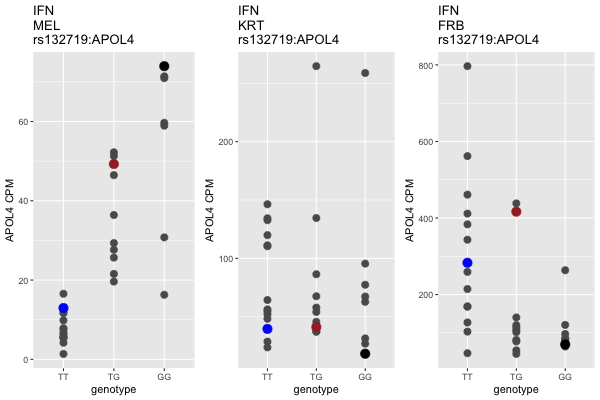 IFN
MEL
rs132719:APOL4
APOL4 CPM
60
40
20
0
TT TG GG
genotype
IFN
KRT
rs132719:APOL4
APOL4 CPM
200
100
TT TG GG
genotype
IFN
FRB
rs132719:APOL4
APOL4 CPM
800
600
400
200
TT TG GG
genotype